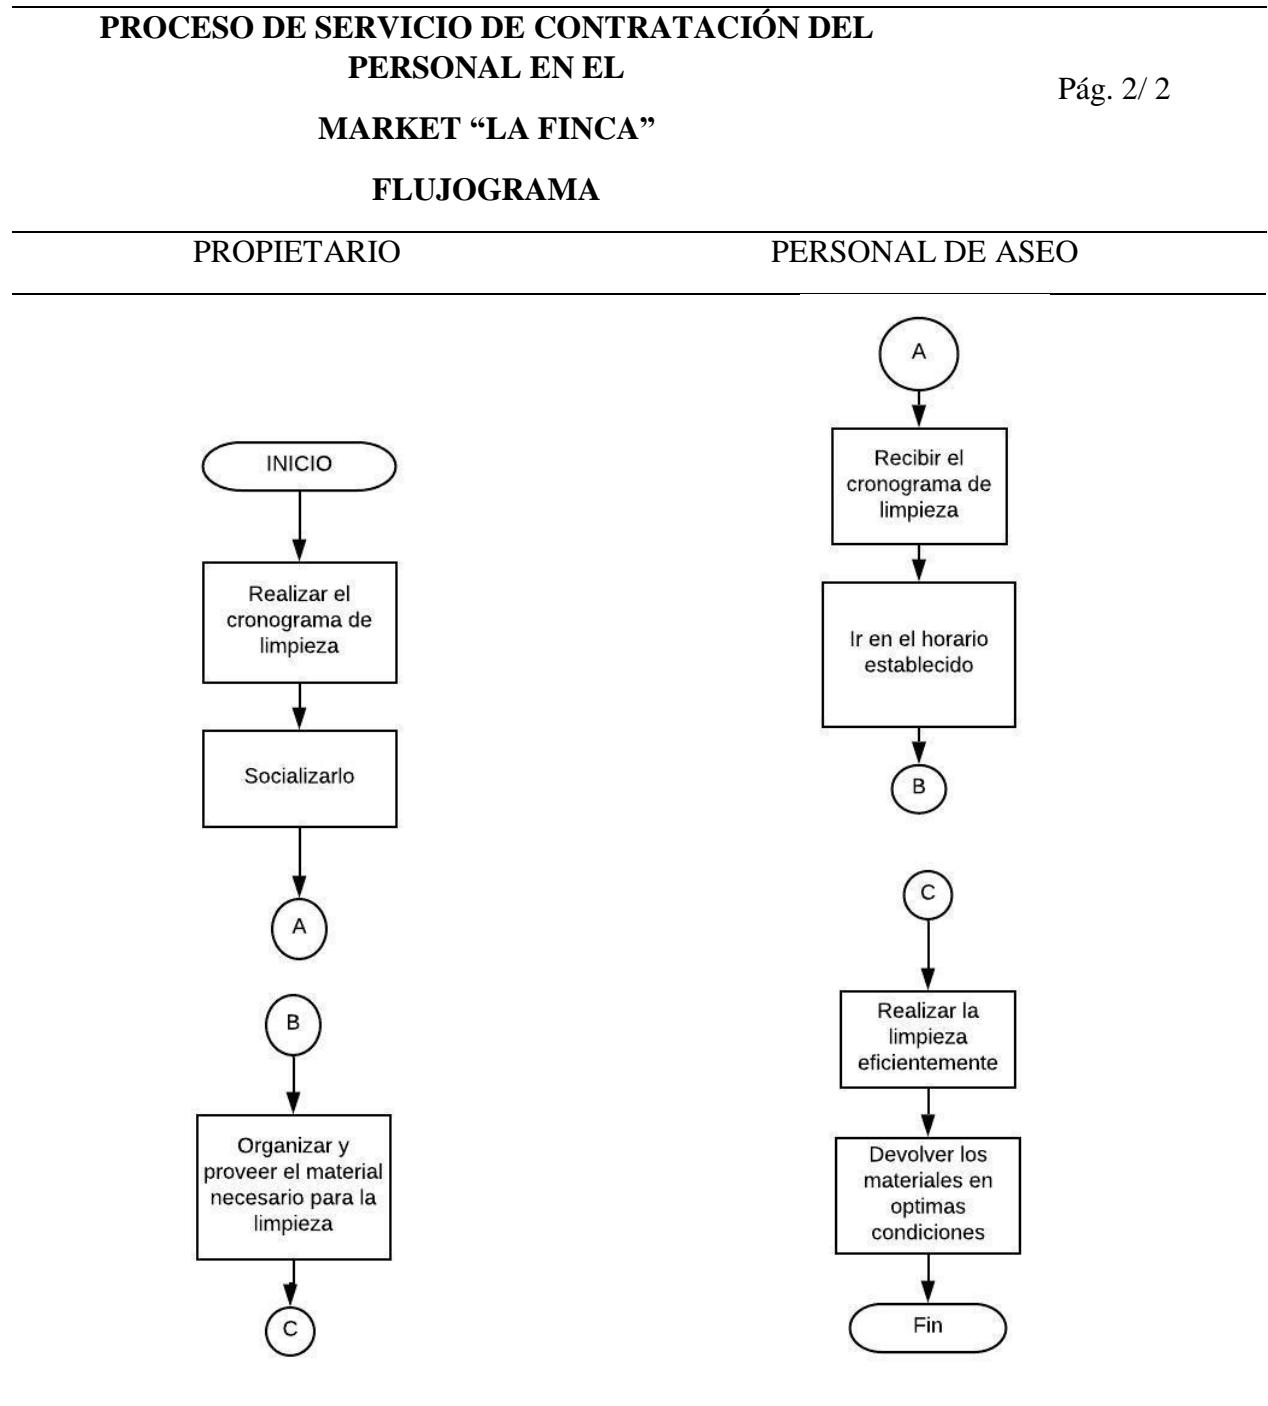 PROCESO DE SERVICIO DE CONTRATACIÓN DEL
PERSONAL EN EL
MARKET “LA FINCA”
FLUJOGRAMA
Pág. 2/ 2
PROPIETARIO
PERSONAL DE ASEO
INICIO
Realizar el
cronograma de
limpieza
Socializarlo
A
B
Organizar y
proveer el material
necesario para la
limpieza
C
A
Recibir el
cronograma de
limpieza
Ir en el horario
establecido
B
C
Realizar la
limpieza
eficientemente
Devolver los
materiales en
optimas
condiciones
Fin